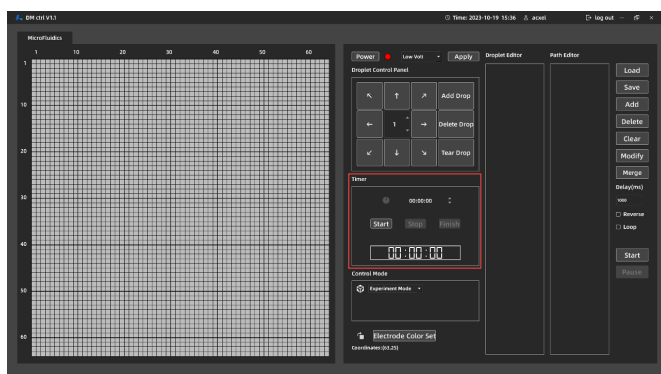 DM ctrl V1.1
Time: 2023-10-19 15:36
acxel
log out
MicroFluidics
1 10 20 30 40 50 60
1
10
20
30
40
50
60
Power
Low Volt
Apply
Droplet Control Panel
Add Drop
1
Delete Drop
Tear Drop
Timer
00:00:00
Start
Stop
Finish
00:00:00
Control Mode
Experiment Mode
Electrode Color Set
Coordinates:(63,25)
Droplet Editor
Path Editor
Load
Save
Add
Delete
Clear
Modify
Merge
Delay(ms)
1000
Reverse
Loop
Start
Pause